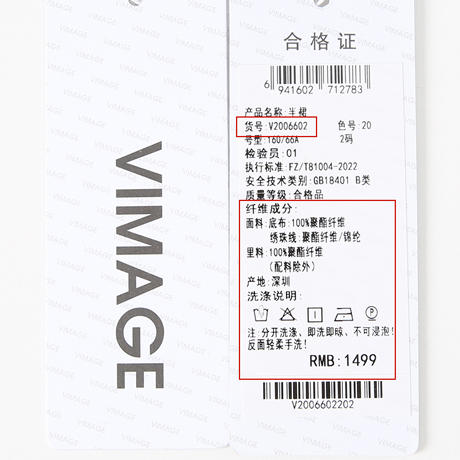 VIMAGE
合格证
6 941602 712783
产品名称:半裙
货号:V2006602 色号:20
号型:160/66A 2码
检验员:01
执行标准:FZ/T81004-2022
安全技术类别:GB18401 B类
质量等级:合格品
纤维成分:
面料:底布:100%聚酯纤维
绣珠线:聚酯纤维/锦纶
里料:100%聚酯纤维
(配料除外)
产地:深圳
洗涤说明:
注:分开洗涤、即洗即晾、不可浸泡!
反面轻柔手洗!
RMB:1499
V2006602202